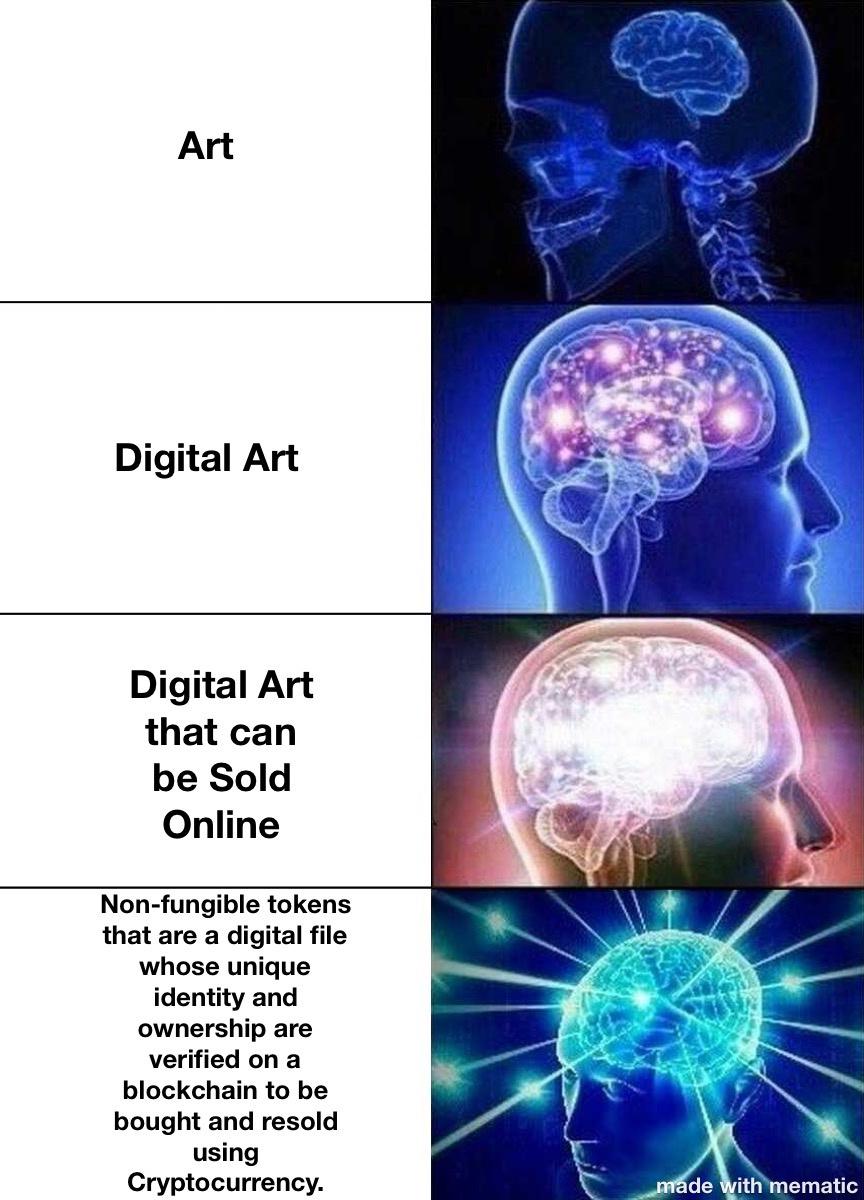 Art
Digital Art
Digital Art
that can
be Sold
Online
Non-fungible tokens
that are a digital file
whose unique
identity and
ownership are
verified on a
blockchain to be
bought and resold
using
Cryptocurrency.
made with mematic